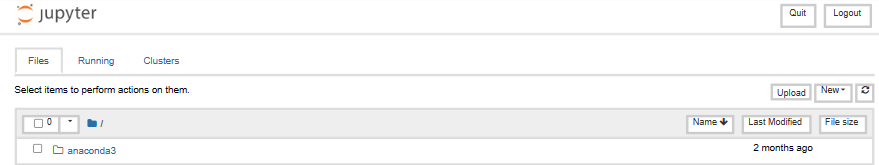 jupyter Quit Logout
Files Running Clusters
Select items to perform actions on them. Upload New
0 / Name Last Modified File size
anaconda3 2 months ago